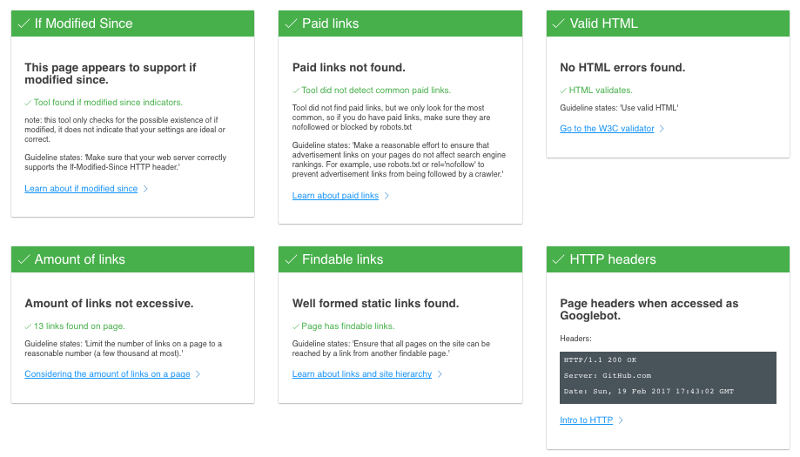 If Modified Since
This page appears to support if
modified since.
Tool found if modified since indicators.
note: this tool only checks for the possible existence of if
modified, it does not indicate that your settings are ideal or
correct.
Guideline states: 'Make sure that your web server correctly
supports the If-Modified-Since HTTP header.'
Learn about if modified since
Paid links
Paid links not found.
Tool did not detect common paid links.
Tool did not find paid links, but we only look for the most
common, so if you do have paid links, make sure they are
nofollowed or blocked by robots.txt
Guideline states: 'Make a reasonable effort to ensure that
advertisement links on your pages do not affect search engine
rankings. For example, use robots.txt or rel='nofollow' to
prevent advertisement links from being followed by a crawler.'
Learn about paid links
Valid HTML
No HTML errors found.
HTML validates.
Guideline states: 'Use valid HTML'
Go to the W3C validator
Amount of links
Amount of links not excessive.
13 links found on page.
Guideline states: 'Limit the number of links on a page to a
reasonable number (a few thousand at most).'
Considering the amount of links on a page
Findable links
Well formed static links found.
Page has findable links.
Guideline states: 'Ensure that all pages on the site can be
reached by a link from another findable page.'
Learn about links and site hierarchy
HTTP headers
Page headers when accessed as
Googlebot.
Headers:
HTTP/1.1 200 OK
Server: GitHub.com
Date: Sun, 19 Feb 2017 17:43:02 GMT
Intro to HTTP